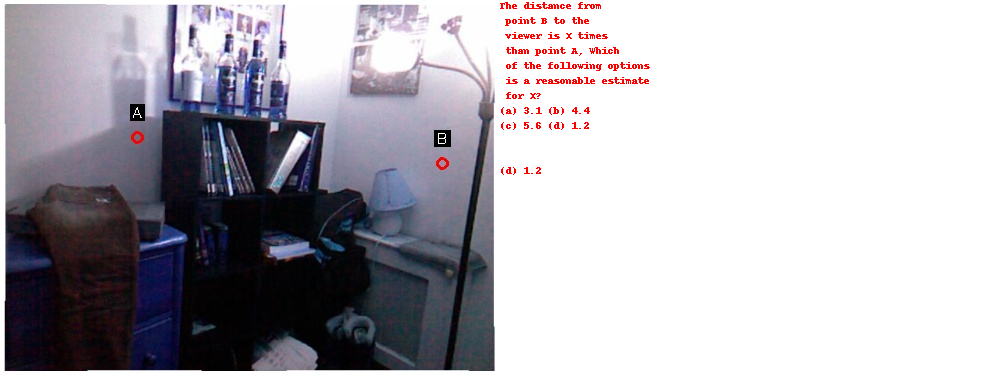 A
B
The distance from
point B to the
viewer is X times
than point A, Which
of the following options
is a reasonable estimate
for X?
(a) 3.1 (b) 4.4
(c) 5.6 (d) 1.2
(d) 1.2